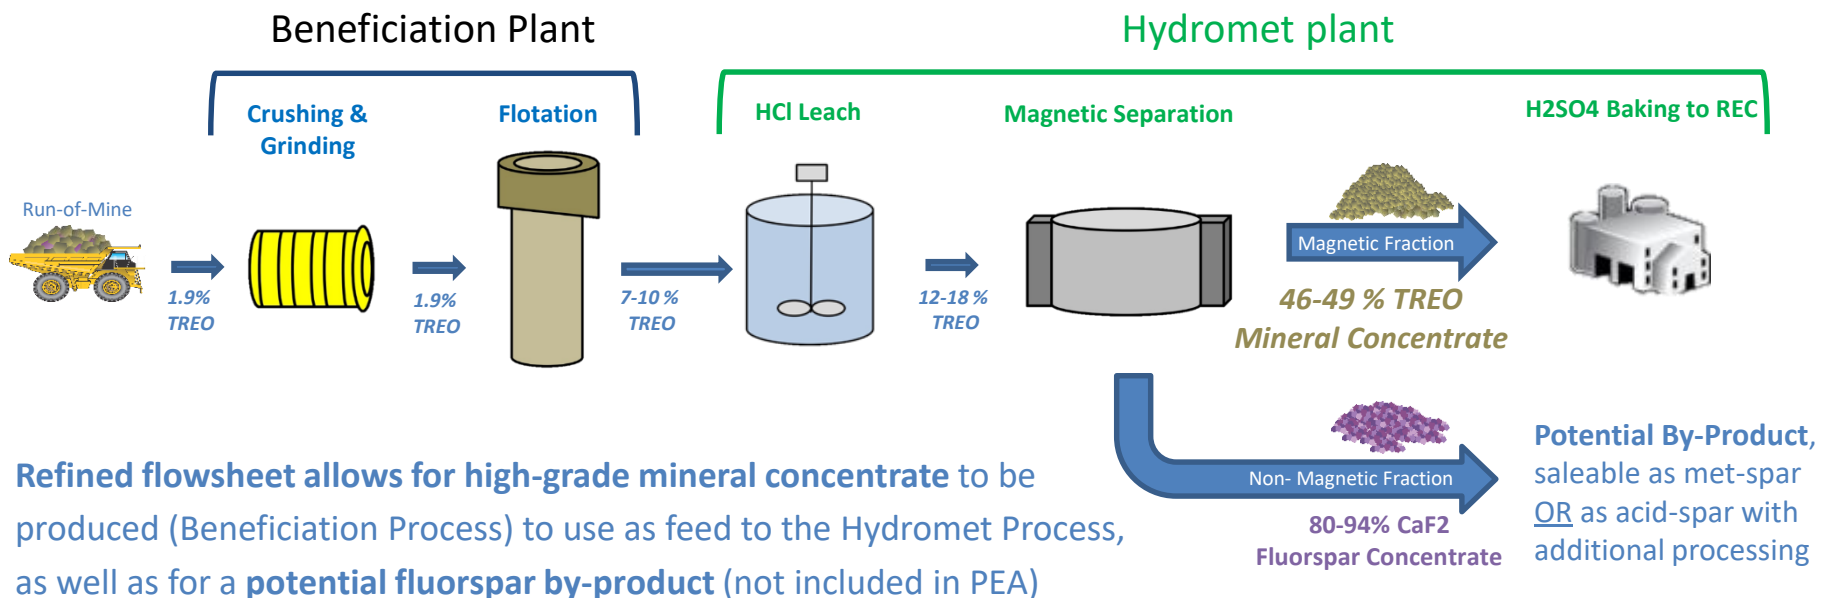 Beneficiation Plant
Hydromet plant
Crushing &
Grinding
Flotation
HCl Leach
Magnetic Separation
H2SO4 Baking to REC
Run-of-Mine
1.9%
TREO
1.9%
TREO
7-10 %
TREO
12-18 %
TREO
Magnetic Fraction
46-49 % TREO
Mineral Concentrate
Non- Magnetic Fraction
80-94% CaF2
Fluorspar Concentrate
Potential By-Product,
saleable as met-spar
OR as acid-spar with
additional processing
Refined flowsheet allows for high-grade mineral concentrate to be
produced (Beneficiation Process) to use as feed to the Hydromet Process,
as well as for a potential fluorspar by-product (not included in PEA)